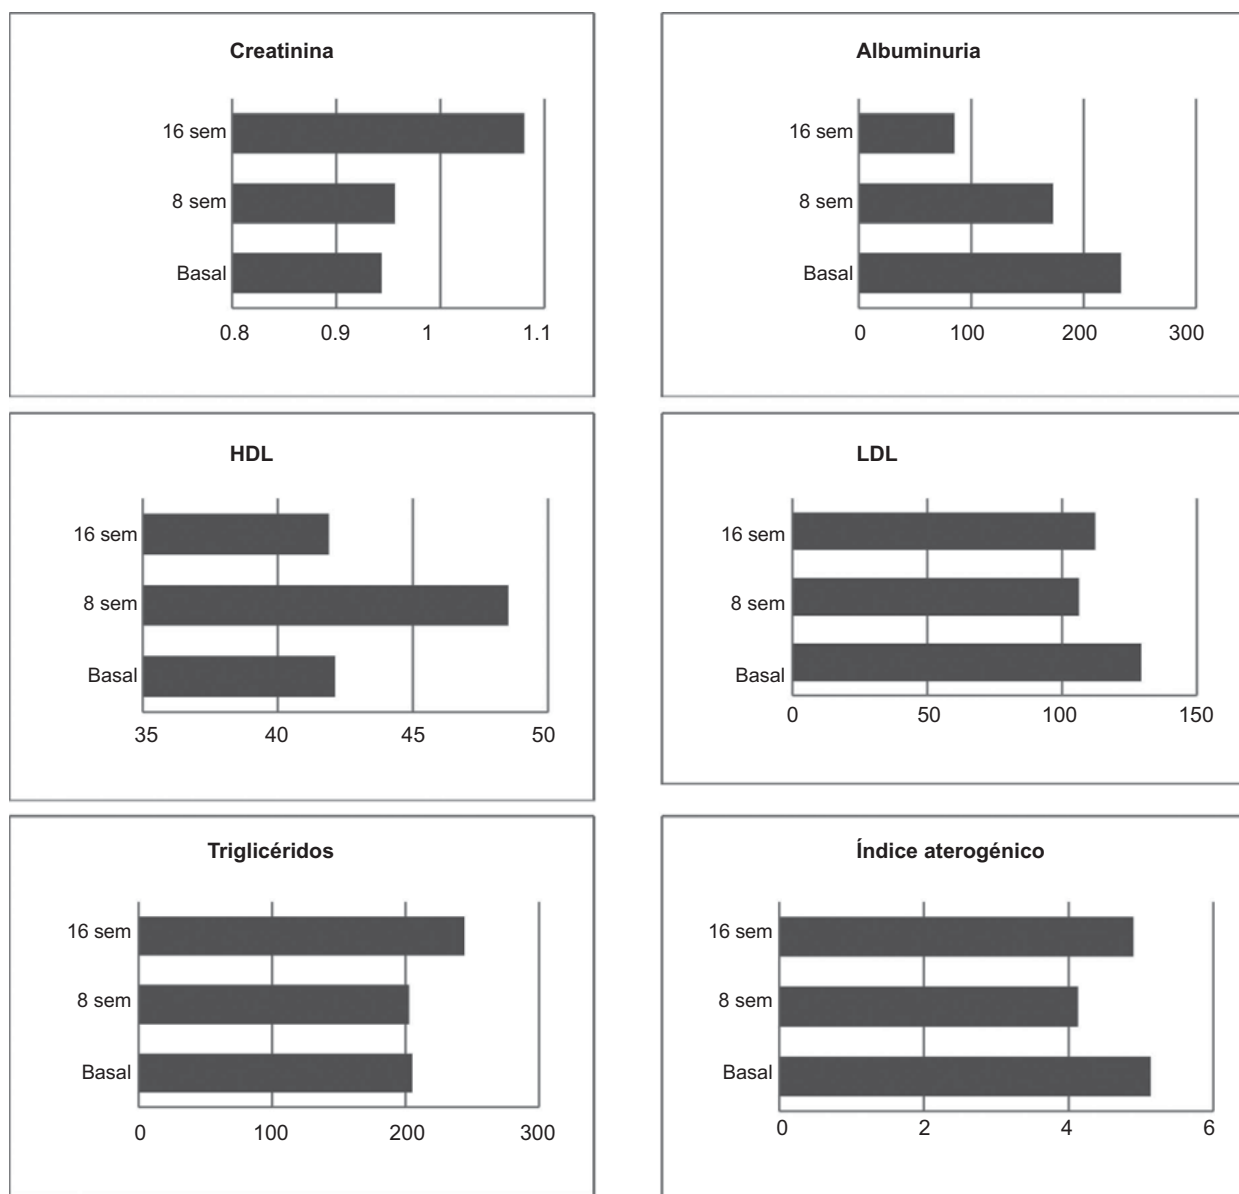 Creatinina
16 sem
8 sem
Basal
0.8 0.9 1 1.1
Albuminuria
16 sem
8 sem
Basal
0 100 200 300
HDL
16 sem
8 sem
Basal
35 40 45 50
LDL
16 sem
8 sem
Basal
0 50 100 150
Triglicéridos
16 sem
8 sem
Basal
0 100 200 300
Índice aterogénico
16 sem
8 sem
Basal
0 2 4 6